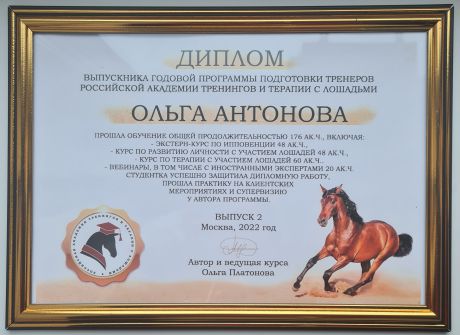 ДИПЛОМ
ВЫПУСКНИКА ГОДОВОЙ ПРОГРАММЫ ПОДГОТОВКИ ТРЕНЕРОВ
РОССИЙСКОЙ АКАДЕМИИ ТРЕНИНГОВ И ТЕРАПИИ С ЛОШАДЬМИ
ОЛЬГА АНТОНОВА
ПРОШЛА ОБУЧЕНИЕ ОБЩЕЙ ПРОДОЛЖИТЕЛЬНОСТЬЮ 176 АК.Ч., ВКЛЮЧАЯ:
- ЭКСТЕРН-КУРС ПО ИППОВЕНЦИИ 48 АК.Ч.,
- КУРС ПО РАЗВИТИЮ ЛИЧНОСТИ С УЧАСТИЕМ ЛОШАДЕЙ 48 АК.Ч.,
- КУРС ПО ТЕРАПИИ С УЧАСТИЕМ ЛОШАДЕЙ 60 АК.Ч.
- ВЕБИНАРЫ, В ТОМ ЧИСЛЕ С ИНОСТРАННЫМИ ЭКСПЕРТАМИ 20 АК.Ч.
СТУДЕНТКА УСПЕШНО ЗАЩИТИЛА ДИПЛОМНУЮ РАБОТУ,
ПРОШЛА ПРАКТИКУ НА КЛИЕНТСКИХ
МЕРОПРИЯТИЯХ И СУПЕРВИЗИЮ
У АВТОРА ПРОГРАММЫ.
ВЫПУСК 2
Москва, 2022 год
Автор и ведущая курса
Ольга Платонова